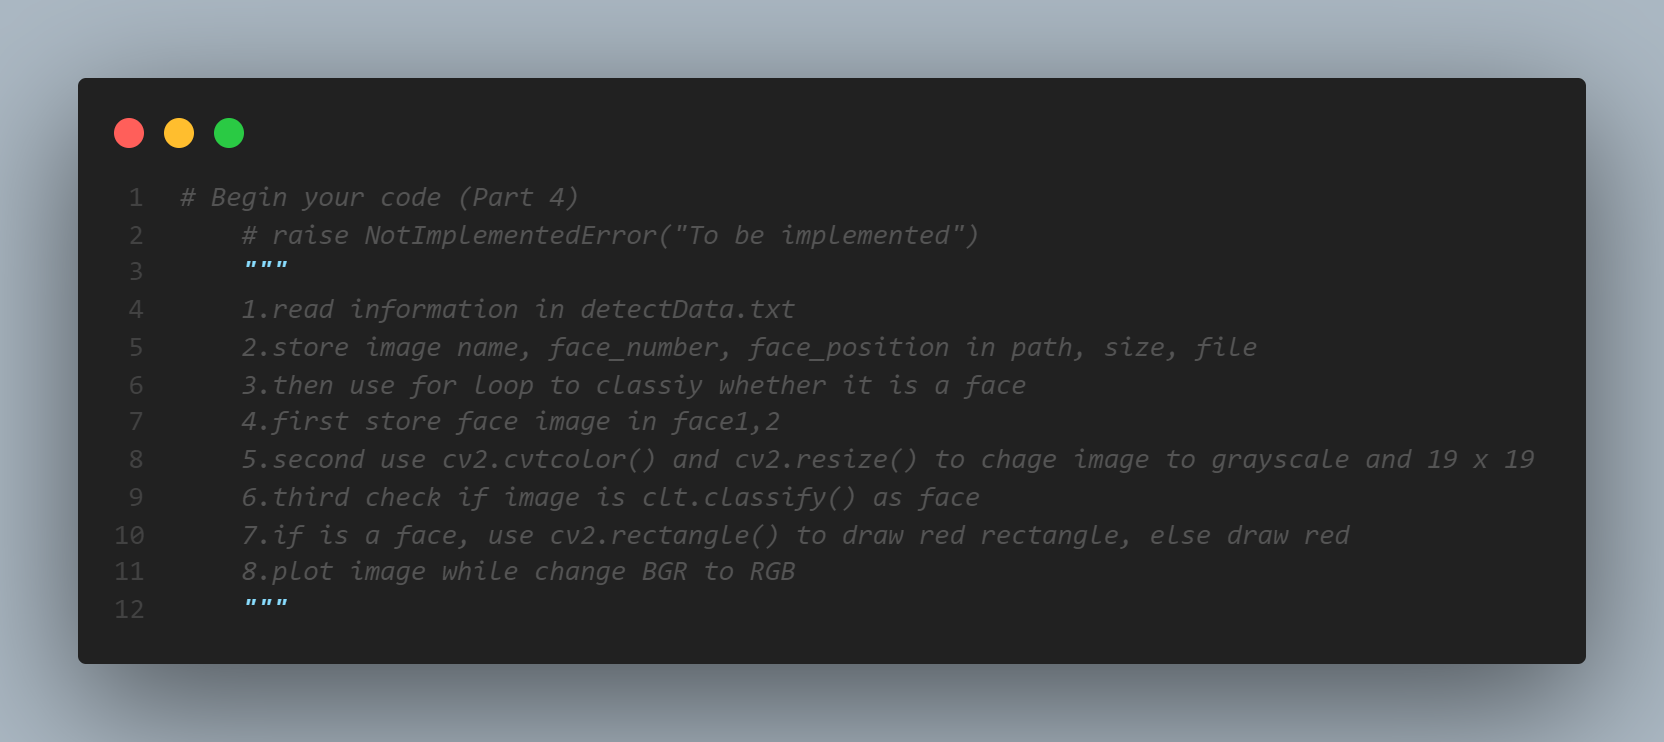 1 # Begin your code (Part 4)
2 # raise NotImplementedError("To be implemented")
3 """
4 1.read information in detectData.txt
5 2.store image name, face_number, face_position in path, size, file
6 3.then use for loop to classiy whether it is a face
7 4.first store face image in face1,2
8 5.second use cv2.cvtcolor() and cv2.resize() to chage image to grayscale and 19 x 19
9 6.third check if image is clt.classify() as face
10 7.if is a face, use cv2.rectangle() to draw red rectangle, else draw red
11 8.plot image while change BGR to RGB
12 """